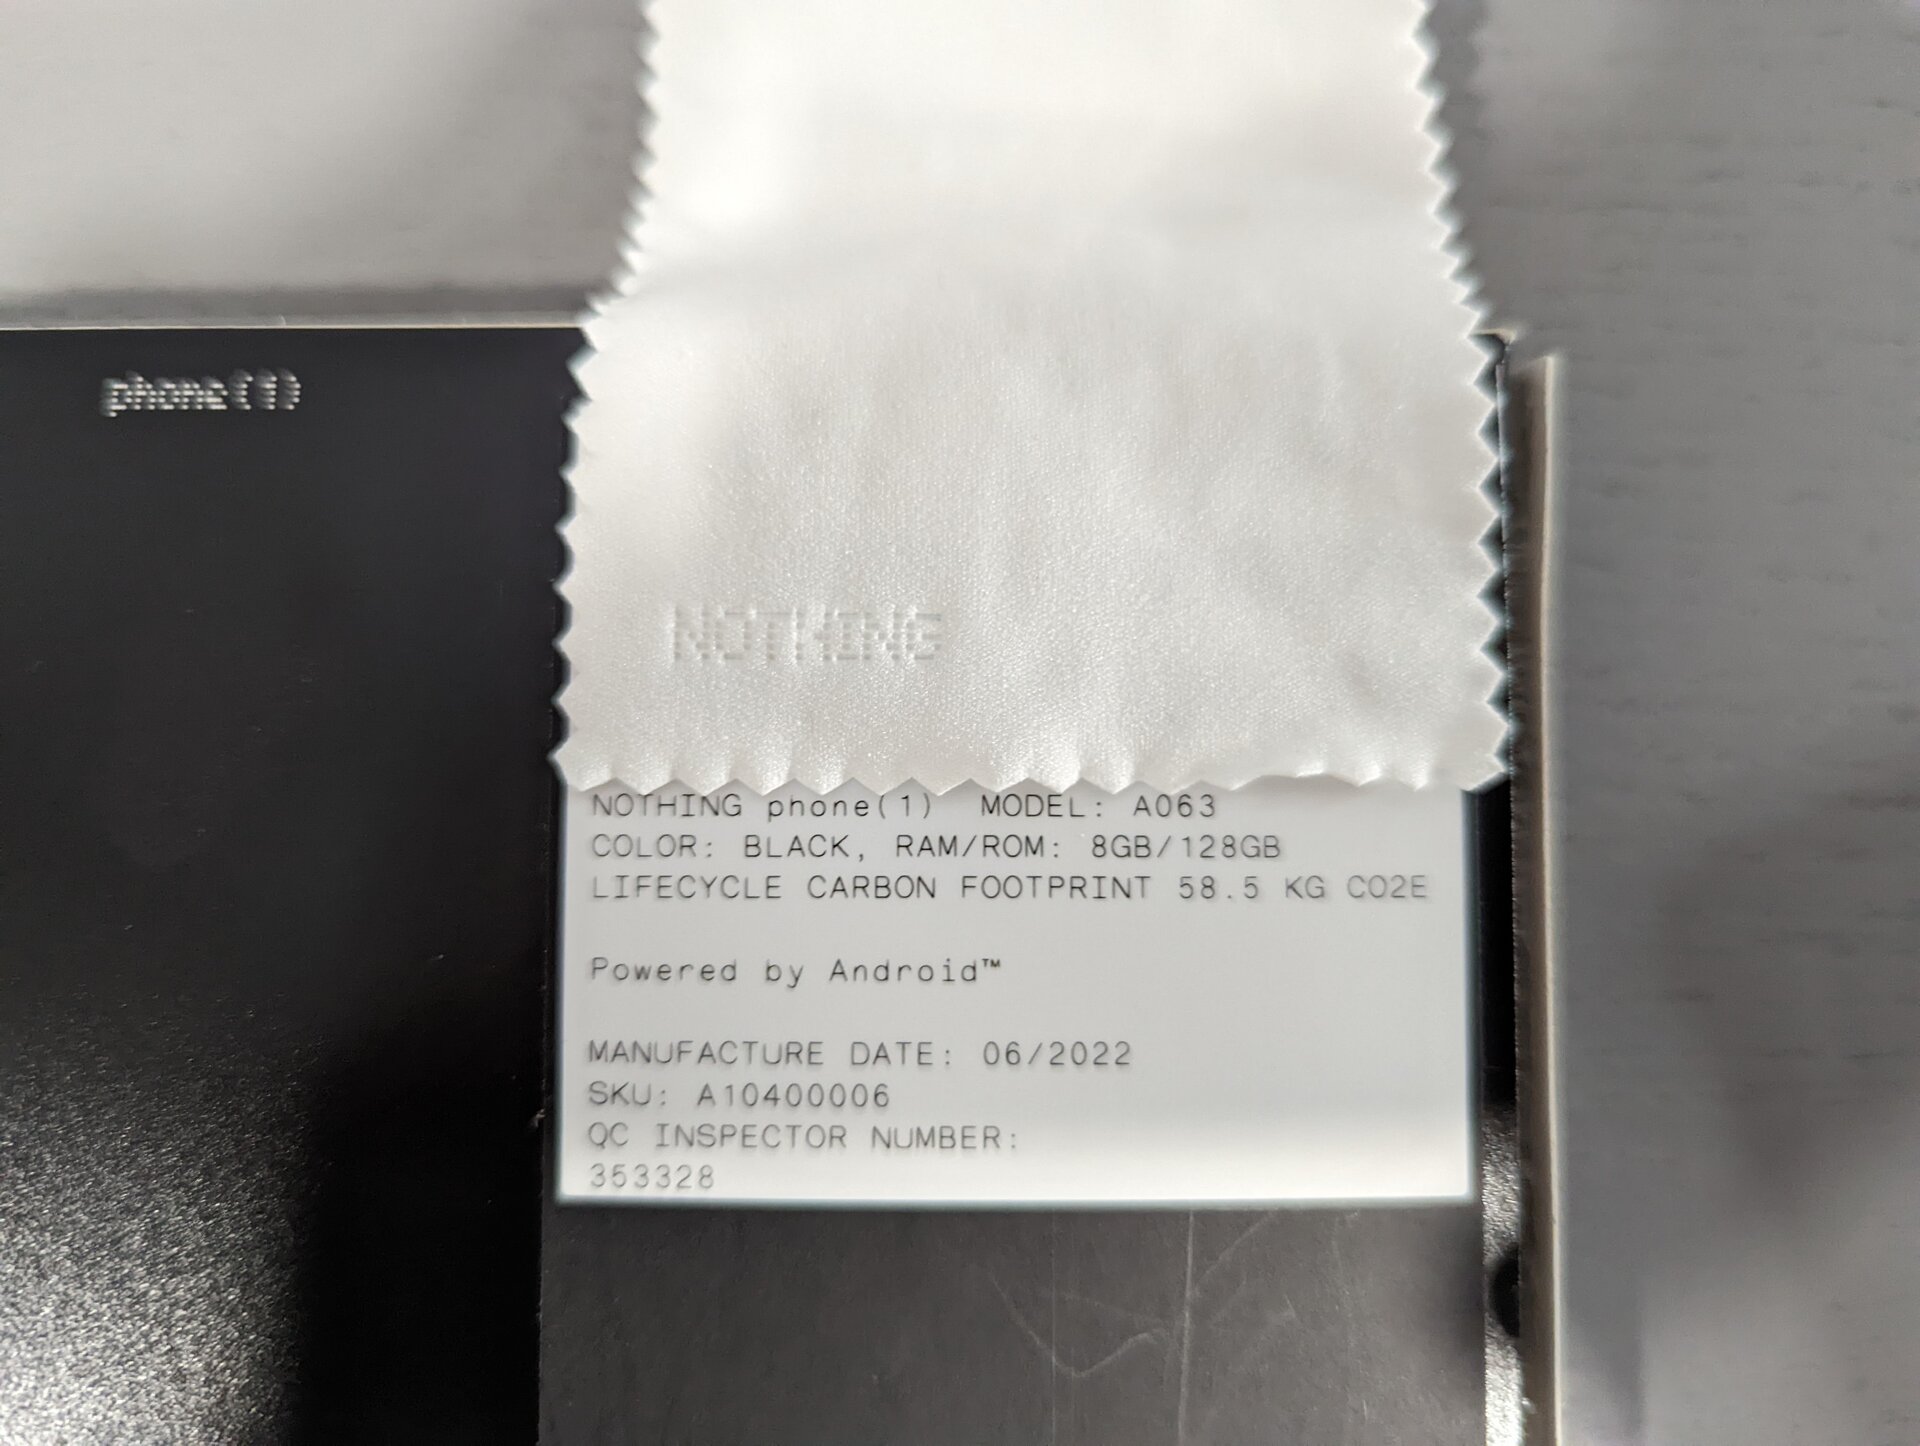 phone(1)
NOTHING
NOTHING phone(1) MODEL: A063
COLOR: BLACK, RAM/ROM: 8GB/128GB
LIFECYCLE CARBON FOOTPRINT 58.5 KG CO2E
Powered by Android™
MANUFACTURE DATE: 06/2022
SKU: A10400006
QC INSPECTOR NUMBER:
353328